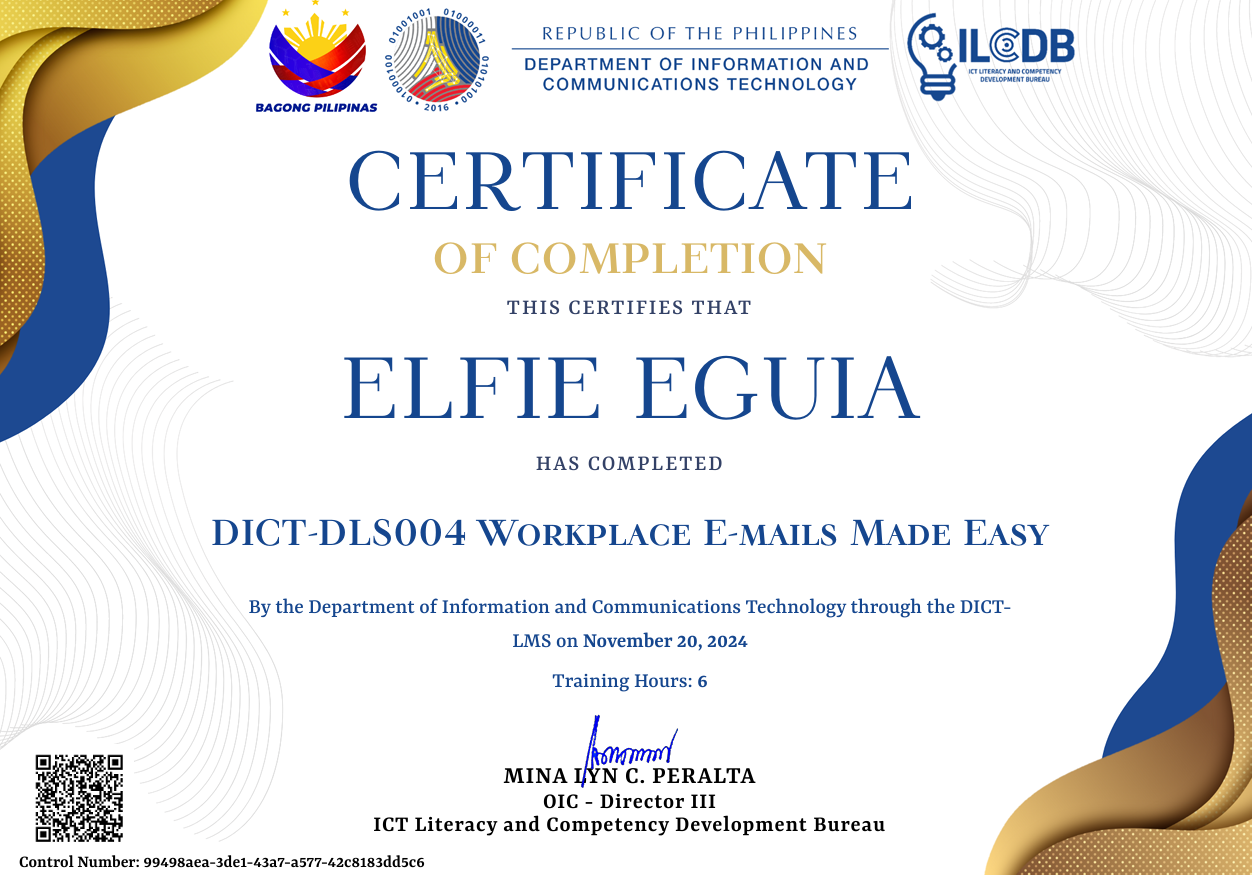 BAGONG PILIPINAS
01001001 01000011 01010100 01000100 • 2016 •
REPUBLIC OF THE PHILIPPINES
DEPARTMENT OF INFORMATION AND
COMMUNICATIONS TECHNOLOGY
ILCDB
ICT LITERACY AND COMPETENCY
DEVELOPMENT BUREAU
CERTIFICATE
OF COMPLETION
THIS CERTIFIES THAT
ELFIE EGUIA
HAS COMPLETED
DICT-DLS004 Workplace E-mails Made Easy
By the Department of Information and Communications Technology through the DICT-
LMS on November 20, 2024
Training Hours: 6
MINA LYN C. PERALTA
OIC - Director III
ICT Literacy and Competency Development Bureau
Control Number: 99498aea-3de1-43a7-a577-42c8183dd5c6